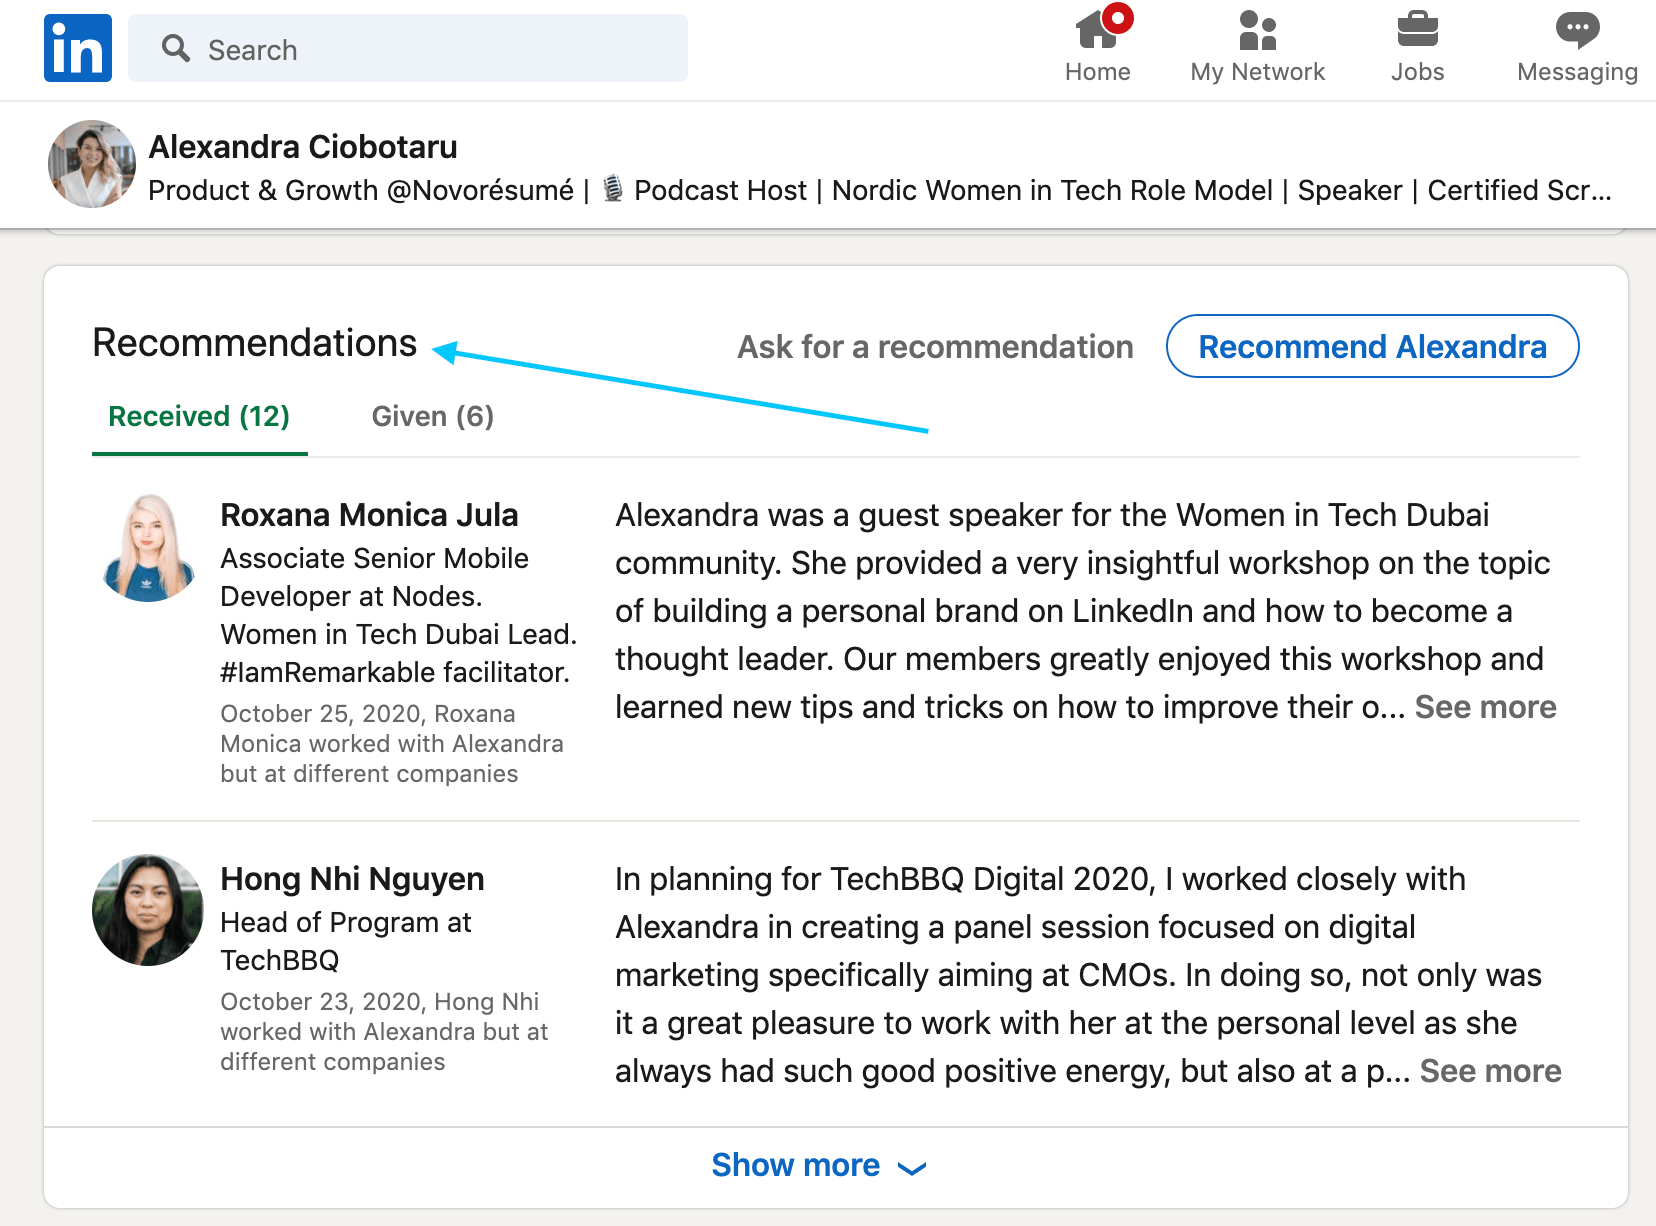 in
Search
Home
My Network
Jobs
Messaging
Alexandra Ciobotaru
Product & Growth @Novorésumé | 🎙 Podcast Host | Nordic Women in Tech Role Model | Speaker | Certified Scr...
Recommendations
Ask for a recommendation
Recommend Alexandra
Received (12)
Given (6)
Roxana Monica Jula
Associate Senior Mobile
Developer at Nodes.
Women in Tech Dubai Lead.
#IamRemarkable facilitator.
October 25, 2020, Roxana
Monica worked with Alexandra
but at different companies
Alexandra was a guest speaker for the Women in Tech Dubai
community. She provided a very insightful workshop on the topic
of building a personal brand on LinkedIn and how to become a
thought leader. Our members greatly enjoyed this workshop and
learned new tips and tricks on how to improve their o... See more
Hong Nhi Nguyen
Head of Program at
TechBBQ
October 23, 2020, Hong Nhi
worked with Alexandra but at
different companies
In planning for TechBBQ Digital 2020, I worked closely with
Alexandra in creating a panel session focused on digital
marketing specifically aiming at CMOs. In doing so, not only was
it a great pleasure to work with her at the personal level as she
always had such good positive energy, but also at a p... See more
Show more